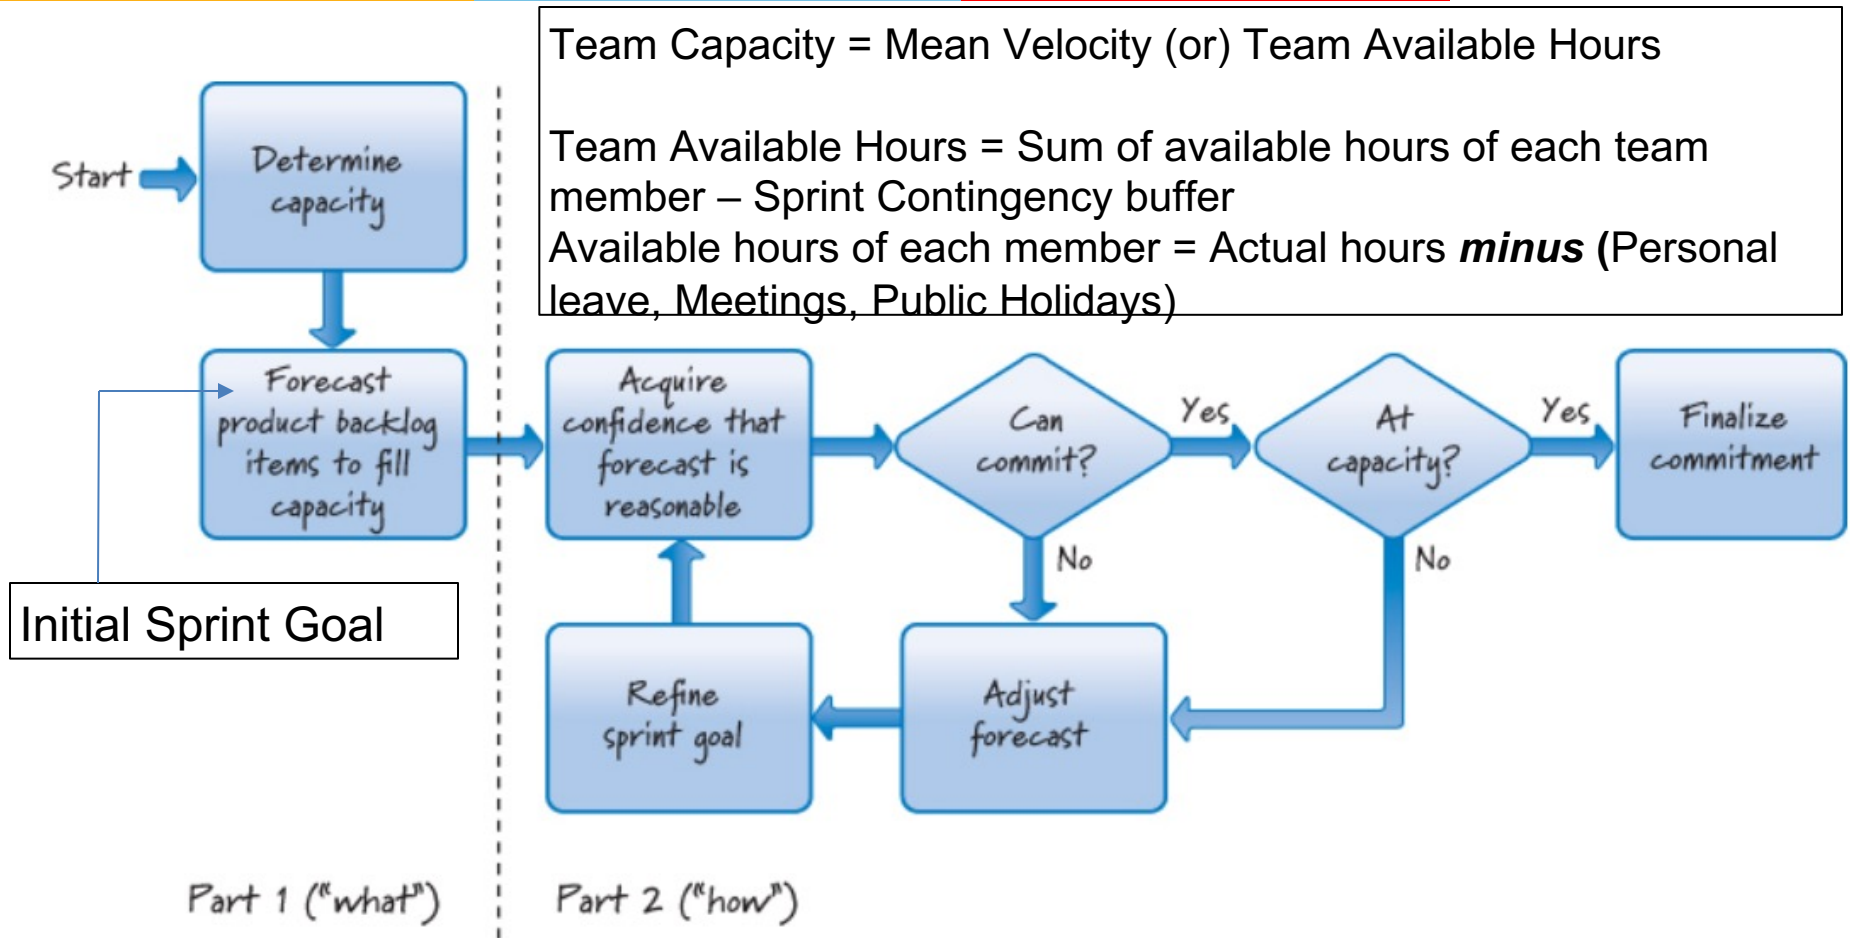 Team Capacity = Mean Velocity (or) Team Available Hours
Team Available Hours = Sum of available hours of each team
member – Sprint Contingency buffer
Available hours of each member = Actual hours minus (Personal
leave, Meetings, Public Holidays)
Start
Determine
capacity
Forecast
product backlog
items to fill
capacity
Acquire
confidence that
forecast is
reasonable
Can
commit?
Yes
At
capacity?
Yes
Finalize
commitment
No
No
Initial Sprint Goal
Refine
sprint goal
Adjust
forecast
Part 1 ("what")
Part 2 ("how")